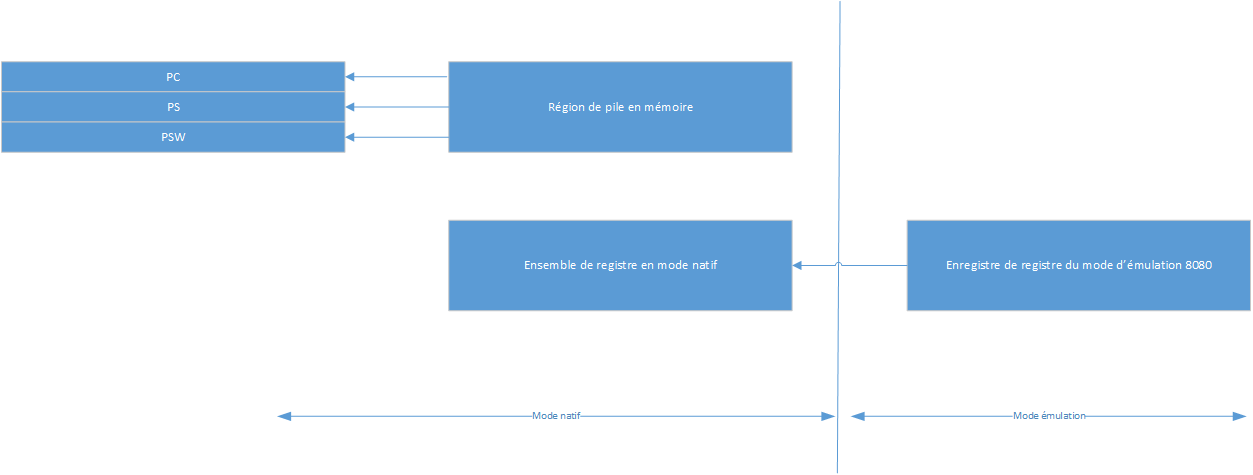 PC
PS
PSW
Région de pile en mémoire
Ensemble de registre en mode natif
Enregistre de registre du mode d'émulation 8080
Mode natif
Mode émulation